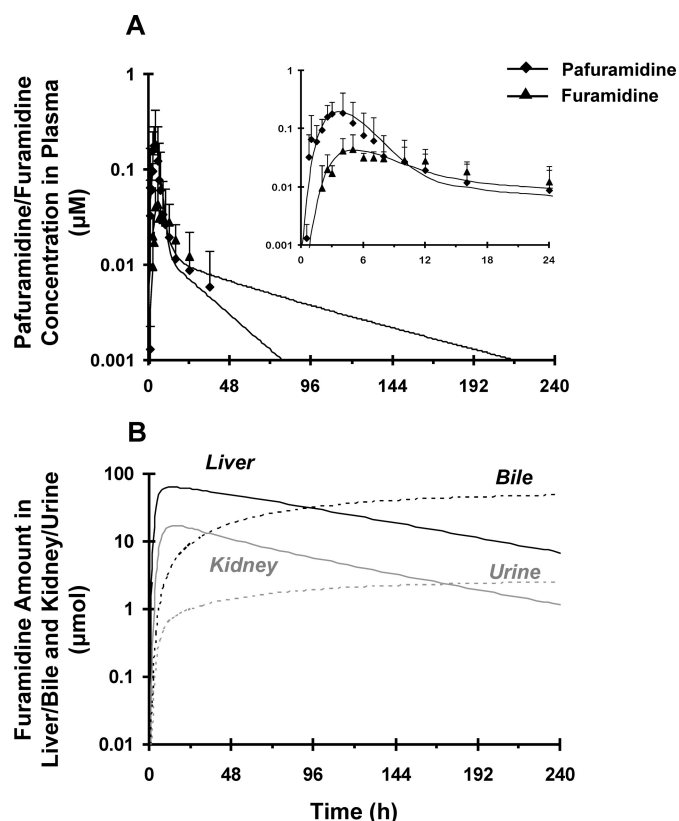 A
Pafuramidine/Furamidine
Concentration in Plasma
(µM)
1
0.1
0.01
0.001
0
48
96
144
192
240
1
0.1
0.01
0.001
0
6
12
18
24
Pafuramidine
Furamidine
B
Furamidine Amount in
Liver/Bile and Kidney/Urine
(µmol)
100
10
1
0.1
0.01
Liver
Bile
Kidney
Urine
0
48
96
144
192
240
Time (h)